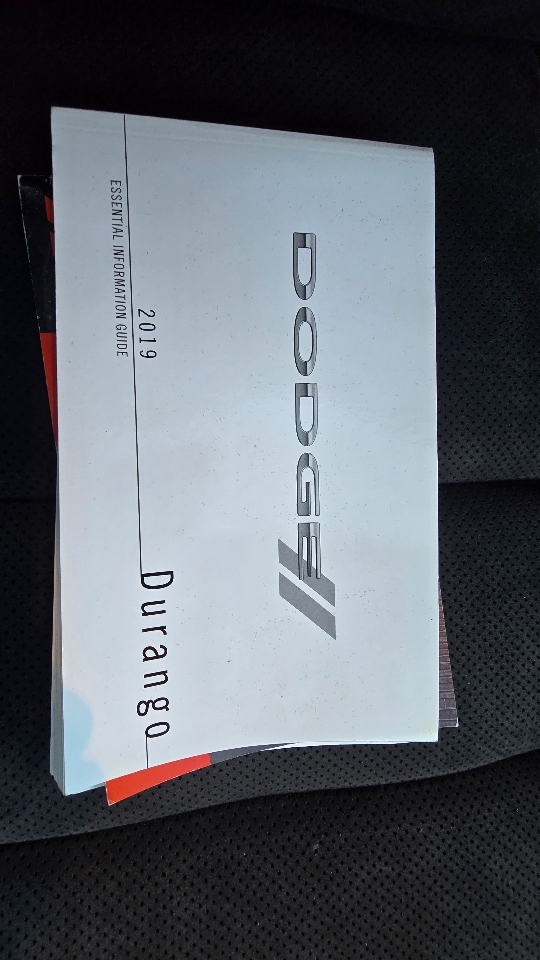 DODGE
2019
Durango
ESSENTIAL INFORMATION GUIDE